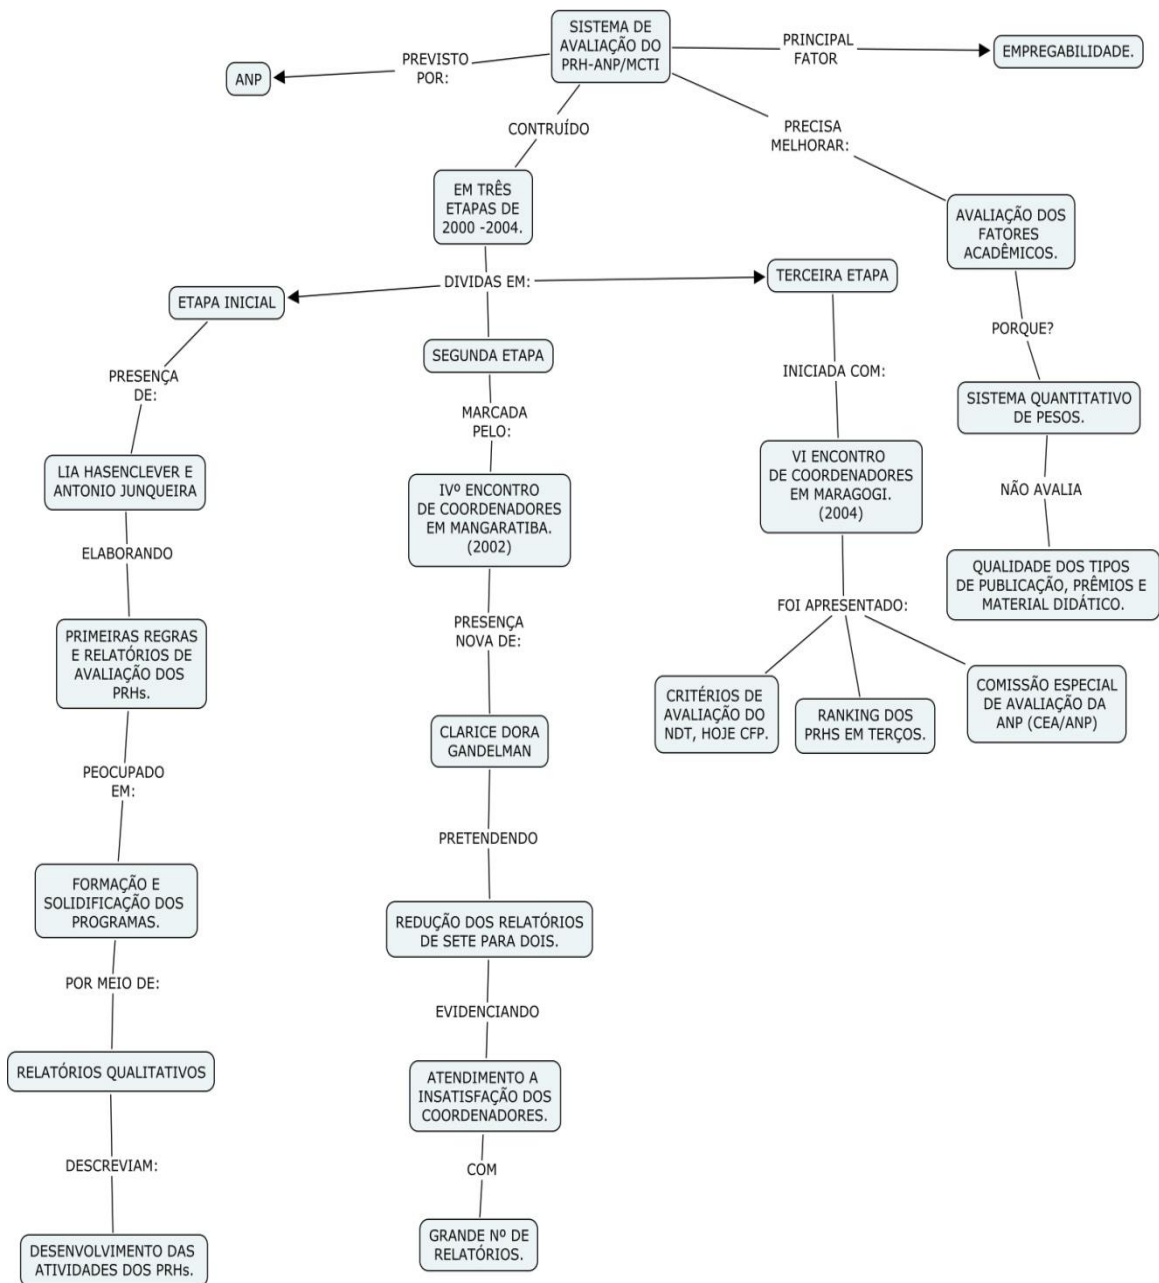 SISTEMA DE
AVALIAÇÃO DO
PRH-ANP/MCTI
PREVISTO
POR:
ANP
PRINCIPAL
FATOR
EMPREGABILIDADE.
CONTRUÍDO
EM TRÊS
ETAPAS DE
2000 -2004.
DIVIDAS EM:
ETAPA INICIAL
PRESENÇA
DE:
LIA HASENCLEVER E
ANTONIO JUNQUEIRA
ELABORANDO
PRIMEIRAS REGRAS
E RELATÓRIOS DE
AVALIAÇÃO DOS
PRHs.
PEOCUPADO
EM:
FORMAÇÃO E
SOLIDIFICAÇÃO DOS
PROGRAMAS.
POR MEIO DE:
RELATÓRIOS QUALITATIVOS
DESCREVIAM:
DESENVOLVIMENTO DAS
ATIVIDADES DOS PRHs.
SEGUNDA ETAPA
MARCADA
PELO:
IVº ENCONTRO
DE COORDENADORES
EM MANGARATIBA.
(2002)
PRESENÇA
NOVA DE:
CLARICE DORA
GANDELMAN
PRETENDENDO
REDUÇÃO DOS RELATÓRIOS
DE SETE PARA DOIS.
EVIDENCIANDO
ATENDIMENTO A
INSATISFAÇÃO DOS
COORDENADORES.
COM
GRANDE Nº DE
RELATÓRIOS.
TERCEIRA ETAPA
INICIADA COM:
VI ENCONTRO
DE COORDENADORES
EM MARAGOGI.
(2004)
FOI APRESENTADO:
CRITÉRIOS DE
AVALIAÇÃO DO
NDT, HOJE CFP.
RANKING DOS
PRHS EM TERÇOS.
COMISSÃO ESPECIAL
DE AVALIAÇÃO DA
ANP (CEA/ANP)
PRECISA
MELHORAR:
AVALIAÇÃO DOS
FATORES
ACADÊMICOS.
PORQUE?
SISTEMA QUANTITATIVO
DE PESOS.
NÃO AVALIA
QUALIDADE DOS TIPOS
DE PUBLICAÇÃO, PRÊMIOS E
MATERIAL DIDÁTICO.